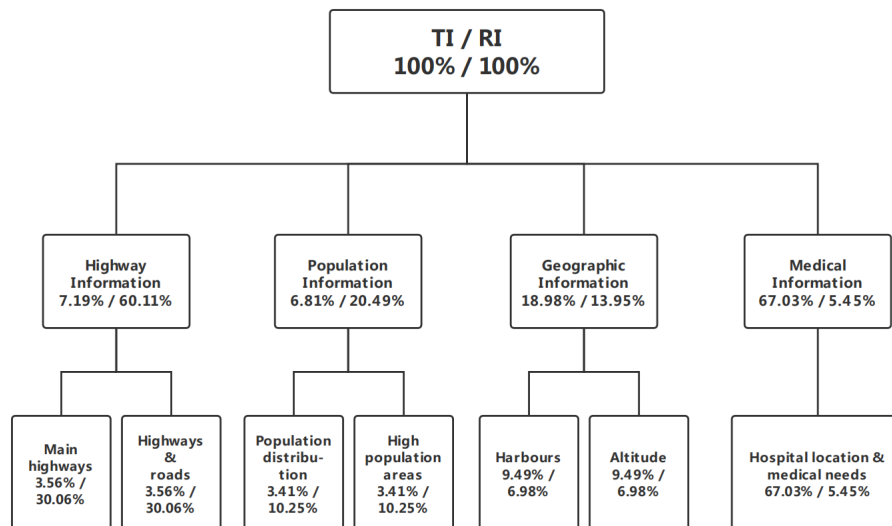 TI / RI
100% / 100%
Highway
Information
7.19% / 60.11%
Population
Information
6.81% / 20.49%
Geographic
Information
18.98% / 13.95%
Medical
Information
67.03% / 5.45%
Main
highways
3.56% /
30.06%
Highways
&
roads
3.56% /
30.06%
Population
distribu-
tion
3.41% /
10.25%
High
population
areas
3.41% /
10.25%
Harbours
9.49% /
6.98%
Altitude
9.49% /
6.98%
Hospital location &
medical needs
67.03% / 5.45%